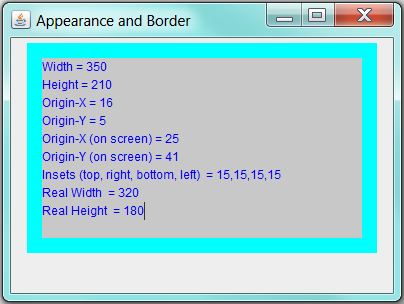 Appearance and Border
Width = 350
Height = 210
Origin-X = 16
Origin-Y = 5
Origin-X (on screen) = 25
Origin-Y (on screen) = 41
Insets (top, right, bottom, left)  = 15,15,15,15
Real Width  = 320
Real Height  = 180